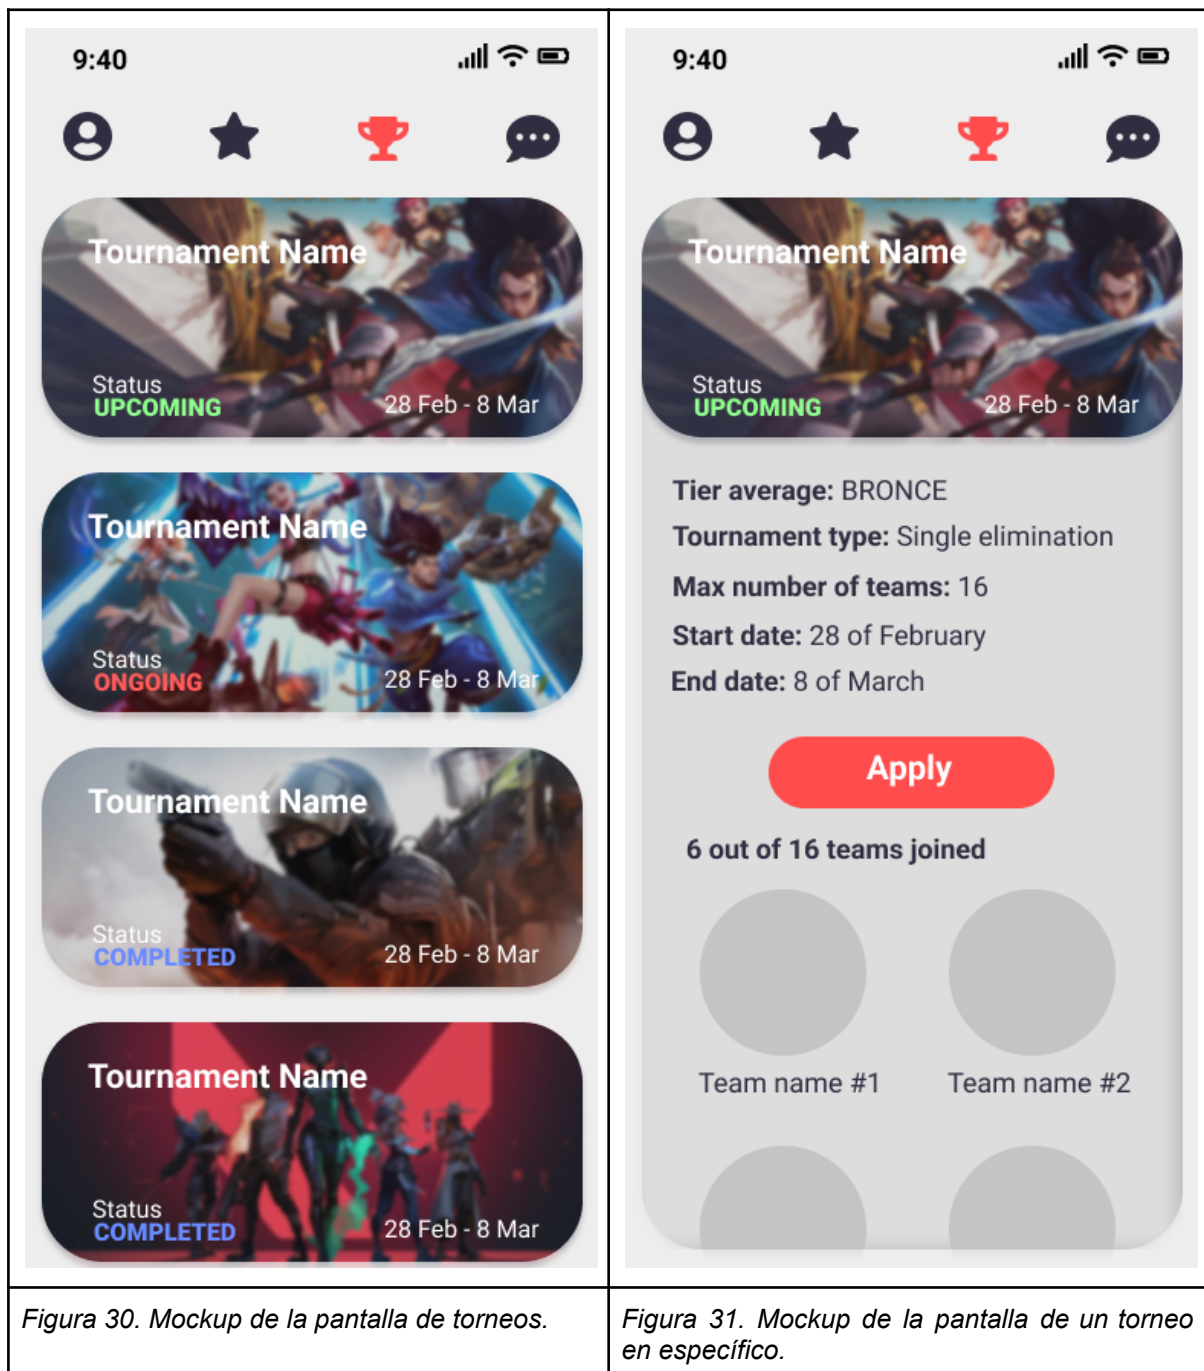 9:40
Tournament Name
Status
UPCOMING
28 Feb - 8 Mar
Tournament Name
Status
ONGOING
28 Feb - 8 Mar
Tournament Name
Status
COMPLETED
28 Feb - 8 Mar
Tournament Name
Status
COMPLETED
28 Feb - 8 Mar
Figura 30. Mockup de la pantalla de torneos.
9:40
Tournament Name
Status
UPCOMING
28 Feb - 8 Mar
Tier average: BRONCE
Tournament type: Single elimination
Max number of teams: 16
Start date: 28 of February
End date: 8 of March
Apply
6 out of 16 teams joined
Team name #1
Team name #2
Figura 31. Mockup de la pantalla de un torneo
en específico.